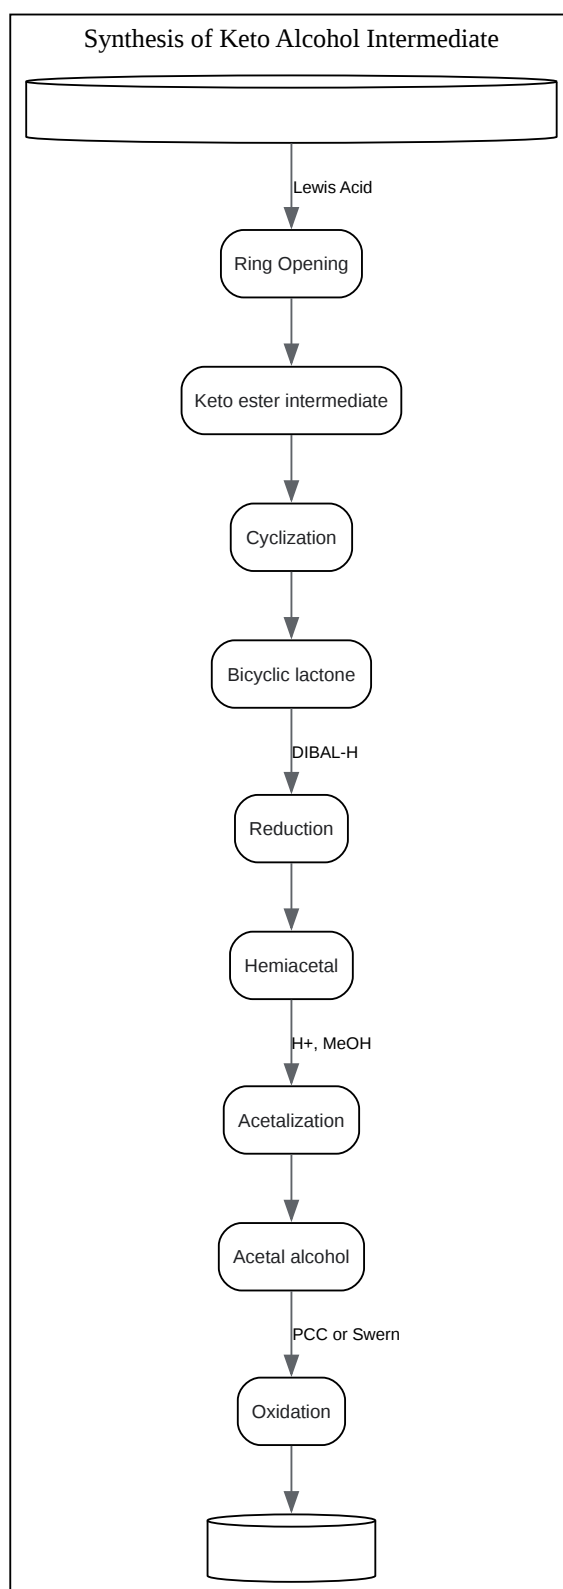 Synthesis of Keto Alcohol Intermediate
Lewis Acid
Ring Opening
Keto ester intermediate
Cyclization
Bicyclic lactone
DIBAL-H
Reduction
Hemiacetal
H+, MeOH
Acetalization
Acetal alcohol
PCC or Swern
Oxidation